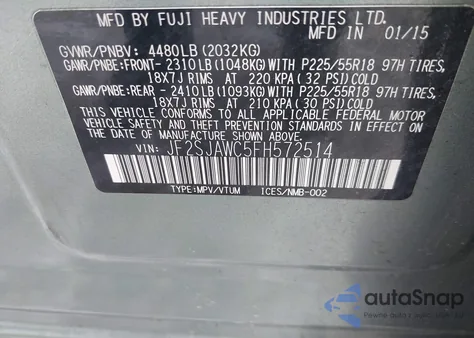 MFD. BY FUJI HEAVY INDUSTRIES LTD.
MFD. IN 01/15
GVWR/PNBV: 4480LB (2032KG)
GAWR/PNBE: FRONT- 2310LB (1048KG) WITH P225/55R18 97H TIRES,
18X7J RIMS AT 220 KPA ( 32 PSI) COLD
GAWR/PNBE: REAR - 2410LB (1093KG) WITH P225/55R18 97H TIRES,
18X7J RIMS AT 210 KPA ( 30 PSI) COLD
THIS VEHICLE CONFORMS TO ALL APPLICABLE FEDERAL MOTOR
VEHICLE SAFETY STANDARDS IN EFFECT ON THE DATE OF
MANUFACTURE SHOWN ABOVE.
VIN: JF2SJAWC5FH572514
TYPE:MPV/VTUM ICES/NMB-002
autoSnap
Pewne auto w dobrej cenie